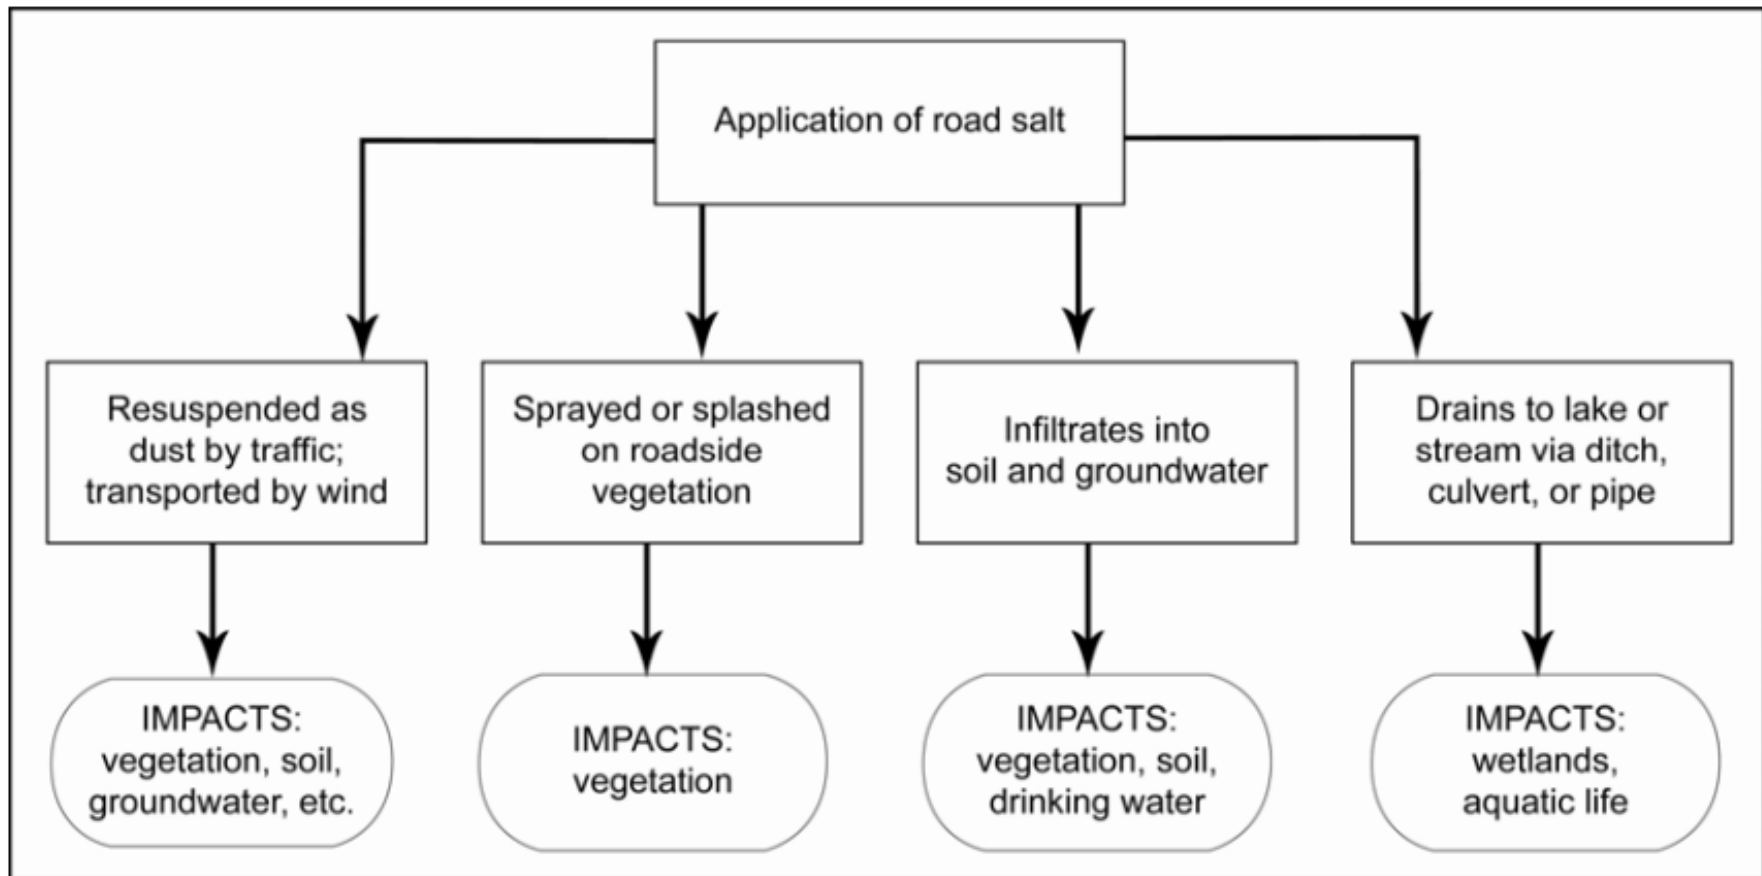 Application of road salt
Resuspended as
dust by traffic;
transported by wind
Sprayed or splashed
on roadside
vegetation
Infiltrates into
soil and groundwater
Drains to lake or
stream via ditch,
culvert, or pipe
IMPACTS:
vegetation, soil,
groundwater, etc.
IMPACTS:
vegetation
IMPACTS:
vegetation, soil,
drinking water
IMPACTS:
wetlands,
aquatic life